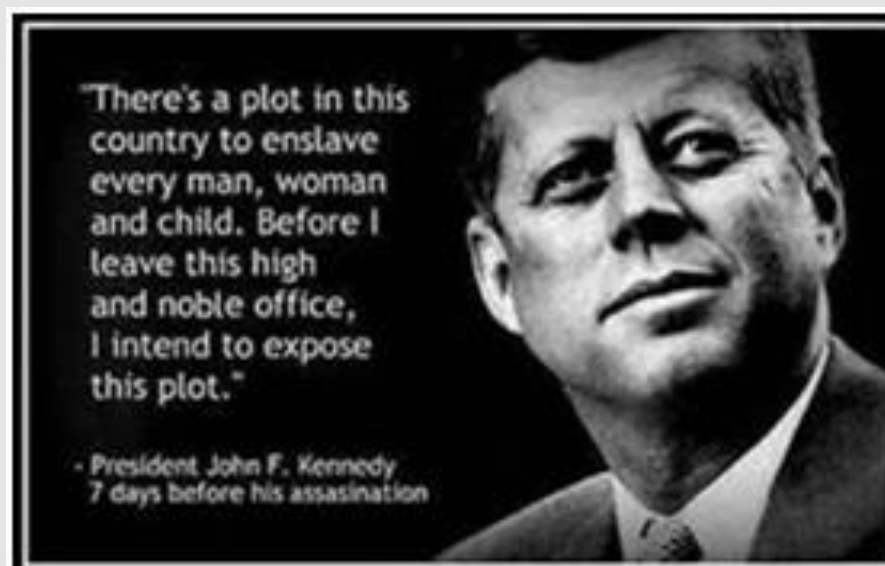 "There's a plot in this
country to enslave
every man, woman
and child. Before I
leave this high
and noble office,
I intend to expose
this plot."
- President John F. Kennedy
7 days before his assasination